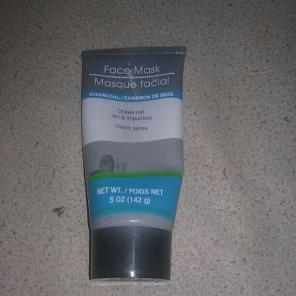 Face Mask
Masque facial
CHARCOAL / CHARBON DE BOIS
Draws out
dirt & impurities
cleans pores
NET WT. / POIDS NET
5 OZ (142 g)